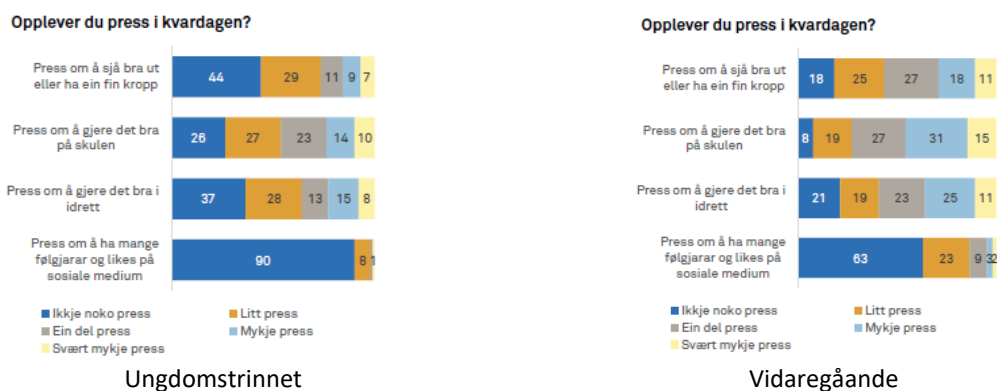 Opplever du press i kvardagen?
Press om å sjå bra ut
eller ha ein fin kropp
44 29 11 9 7
Press om å gjere det bra
på skulen
26 27 23 14 10
Press om å gjere det bra i
idrett
37 28 13 15 8
Press om å ha mange
følgjarar og likes på
sosiale medium
90 8 1
Ikkje noko press
Litt press
Ein del press
Mykje press
Svært mykje press
Ungdomstrinnet
Opplever du press i kvardagen?
Press om å sjå bra ut
eller ha ein fin kropp
18 25 27 18 11
Press om å gjere det bra
på skulen
8 19 27 31 15
Press om å gjere det bra i
idrett
21 19 23 25 11
Press om å ha mange
følgjarar og likes på
sosiale medium
63 23 9 3 2
Ikkje noko press
Litt press
Ein del press
Mykje press
Svært mykje press
Vidaregåande